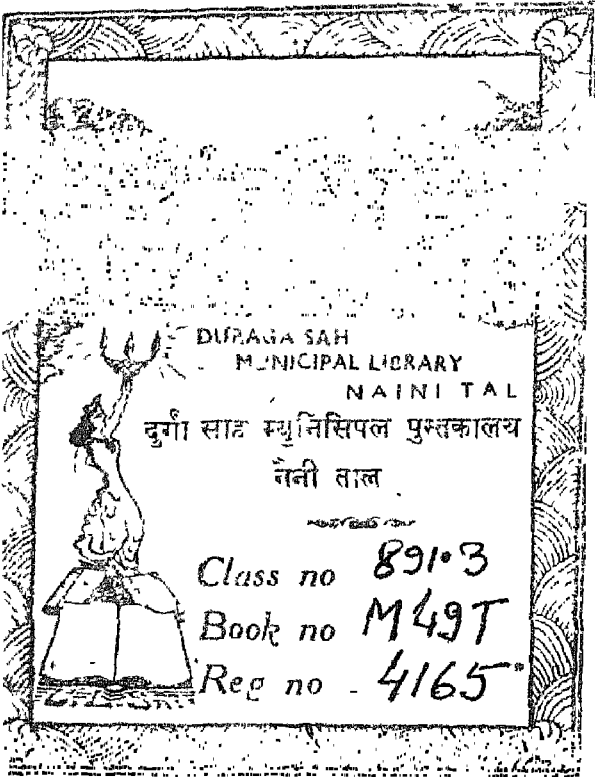 DURAGA SAH
MUNICIPAL LIBRARY
NAINI TAL
दुर्गा साह म्युनिसिपल पुस्तकालय
नैनी ताल
Class no 891.3
Book no M49T
Reg no - 4165